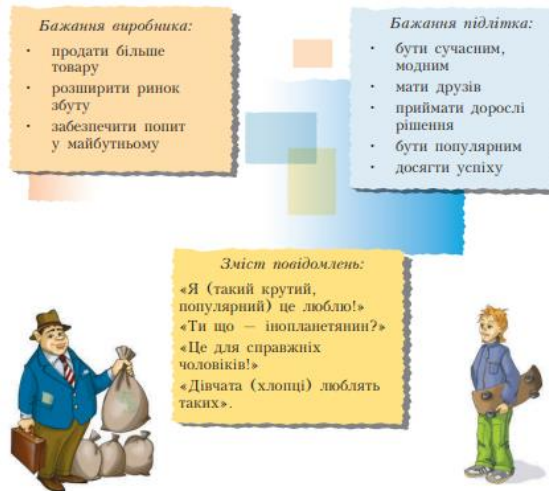 Бажання виробника:
• продати більше
товару
• розширити ринок
збуту
• забезпечити попит
у майбутньому
Бажання підлітка:
• бути сучасним,
модним
• мати друзів
• приймати дорослі
рішення
• бути популярним
• досягти успіху
Зміст повідомлень:
«Я (такий крутий,
популярний) це люблю!»
«Ти що — інопланетянин?»
«Це для справжніх
чоловіків!»
«Дівчата (хлопці) люблять
таких».